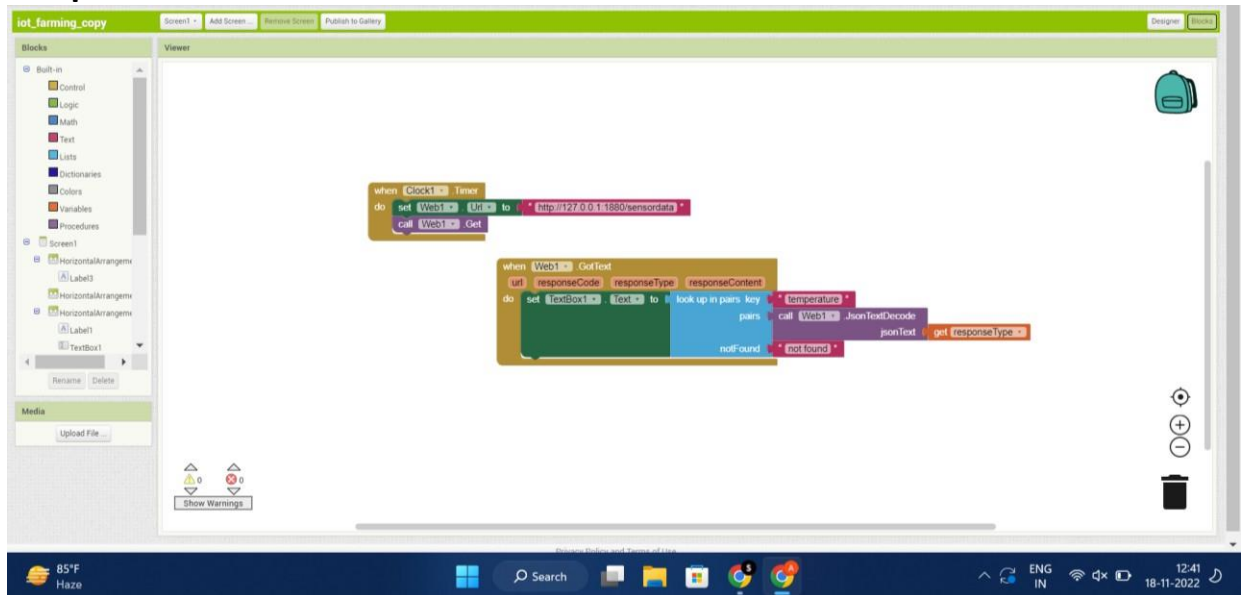 iot_farming_copy
Screen1
Add Screen ...
Remove Screen
Publish to Gallery
Designer
Blocks
Blocks
Viewer
Built-in
Control
Logic
Math
Text
Lists
Dictionaries
Colors
Variables
Procedures
Screen1
HorizontalArrangeme
Label3
HorizontalArrangeme
HorizontalArrangeme
Label1
TextBox1
Rename
Delete
Media
Upload File ...
when Clock1 .Timer
do set Web1 . Url to " http://127.0.0.1:1880/sensordata "
call Web1 .Get
when Web1 .GotText
url responseCode responseType responseContent
do set TextBox1 . Text to look up in pairs key " temperature "
pairs call Web1 .JsonTextDecode
jsonText get responseType
notFound " not found "
0 0
Show Warnings
Privacy Policy and Terms of Use
85°F
Haze
Search
ENG
IN
12:41
18-11-2022